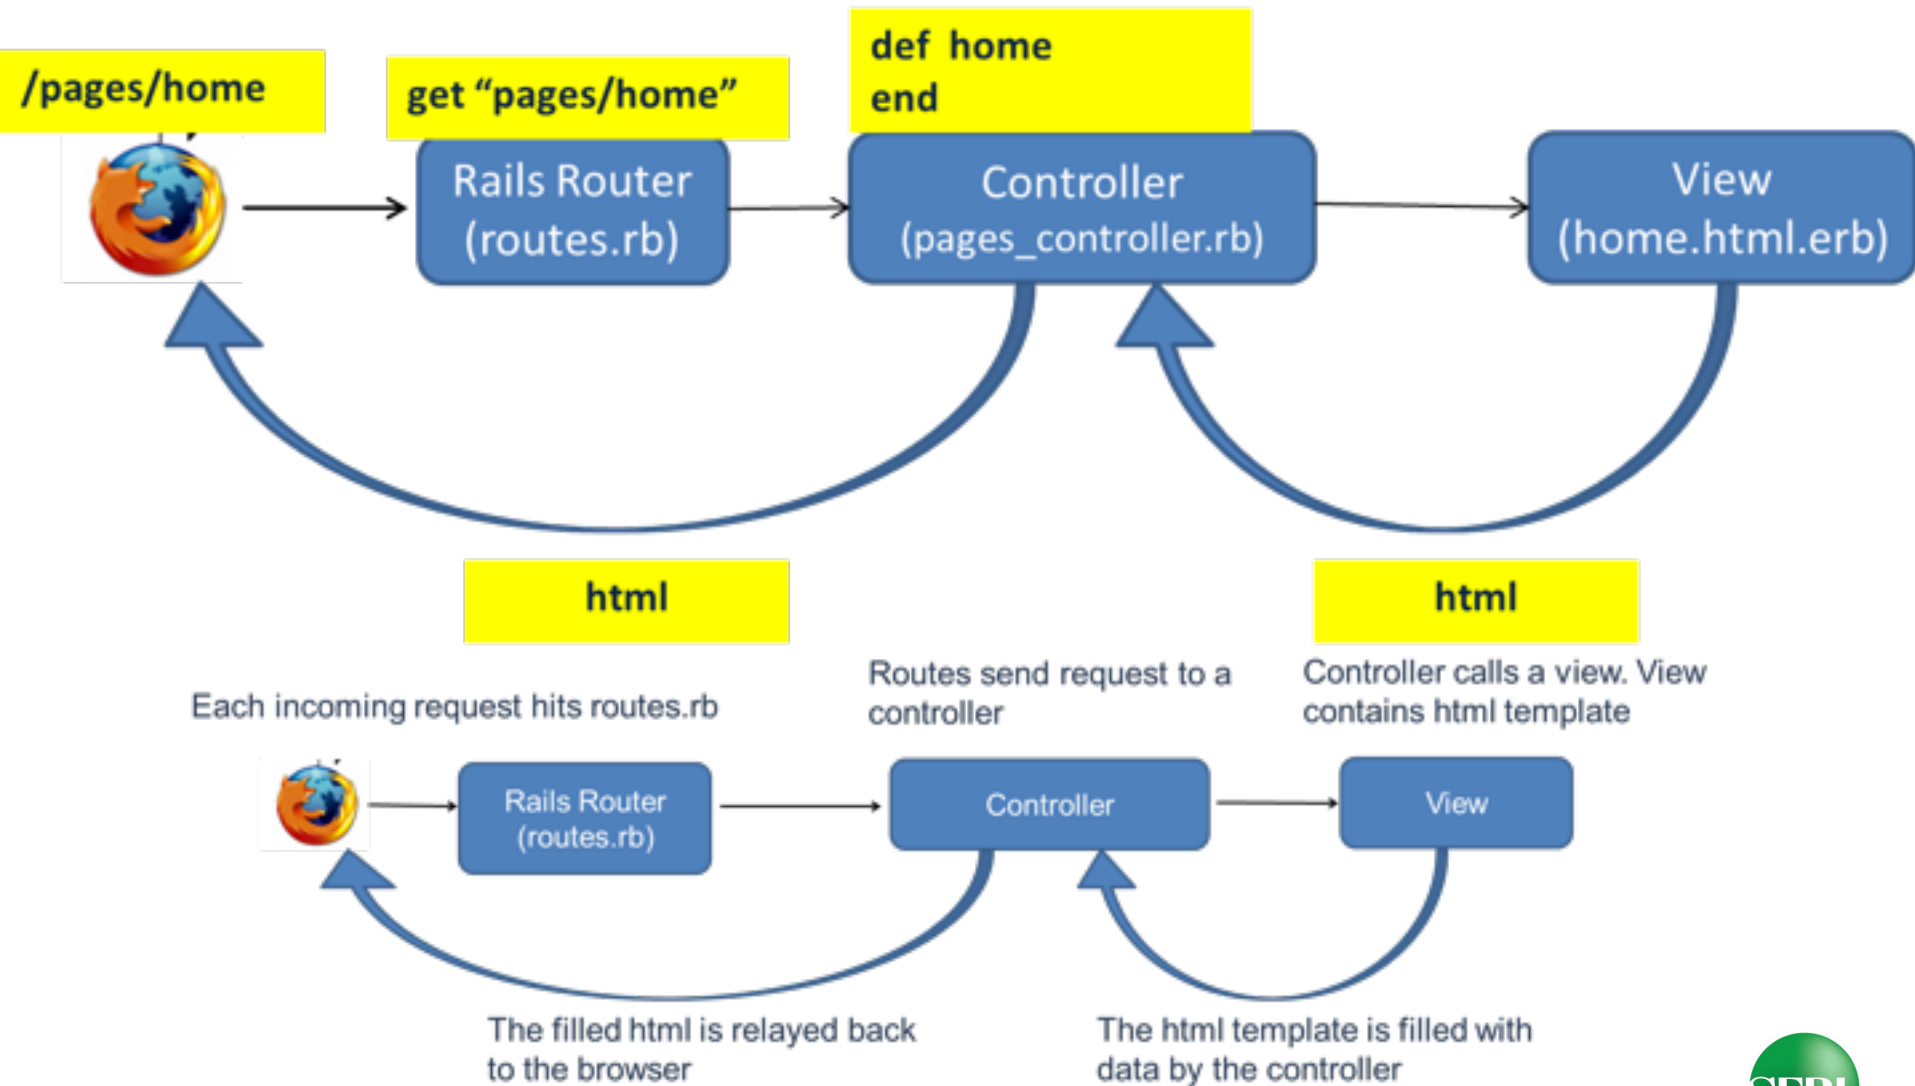 /pages/home
get “pages/home”
def home
end
Rails Router
(routes.rb)
Controller
(pages_controller.rb)
View
(home.html.erb)
html
html
Each incoming request hits routes.rb
Routes send request to a
controller
Controller calls a view. View
contains html template
Rails Router
(routes.rb)
Controller
View
The filled html is relayed back
to the browser
The html template is filled with
data by the controller